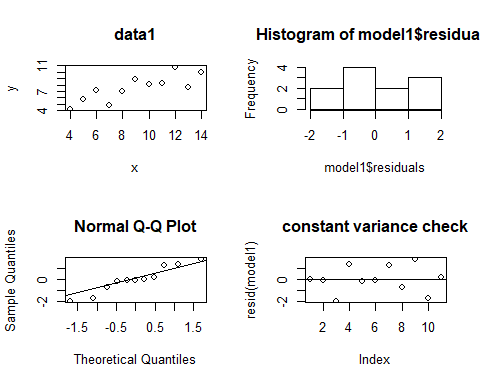 data1
y
4 7 11
4 6 8 10 12 14
x
Histogram of model1$residua
Frequency
0 2 4
-2 -1 0 1 2
model1$residuals
Normal Q-Q Plot
Sample Quantiles
-2 0
-1.5 -0.5 0.5 1.5
Theoretical Quantiles
constant variance check
resid(model1)
-2 0
2 4 6 8 10
Index